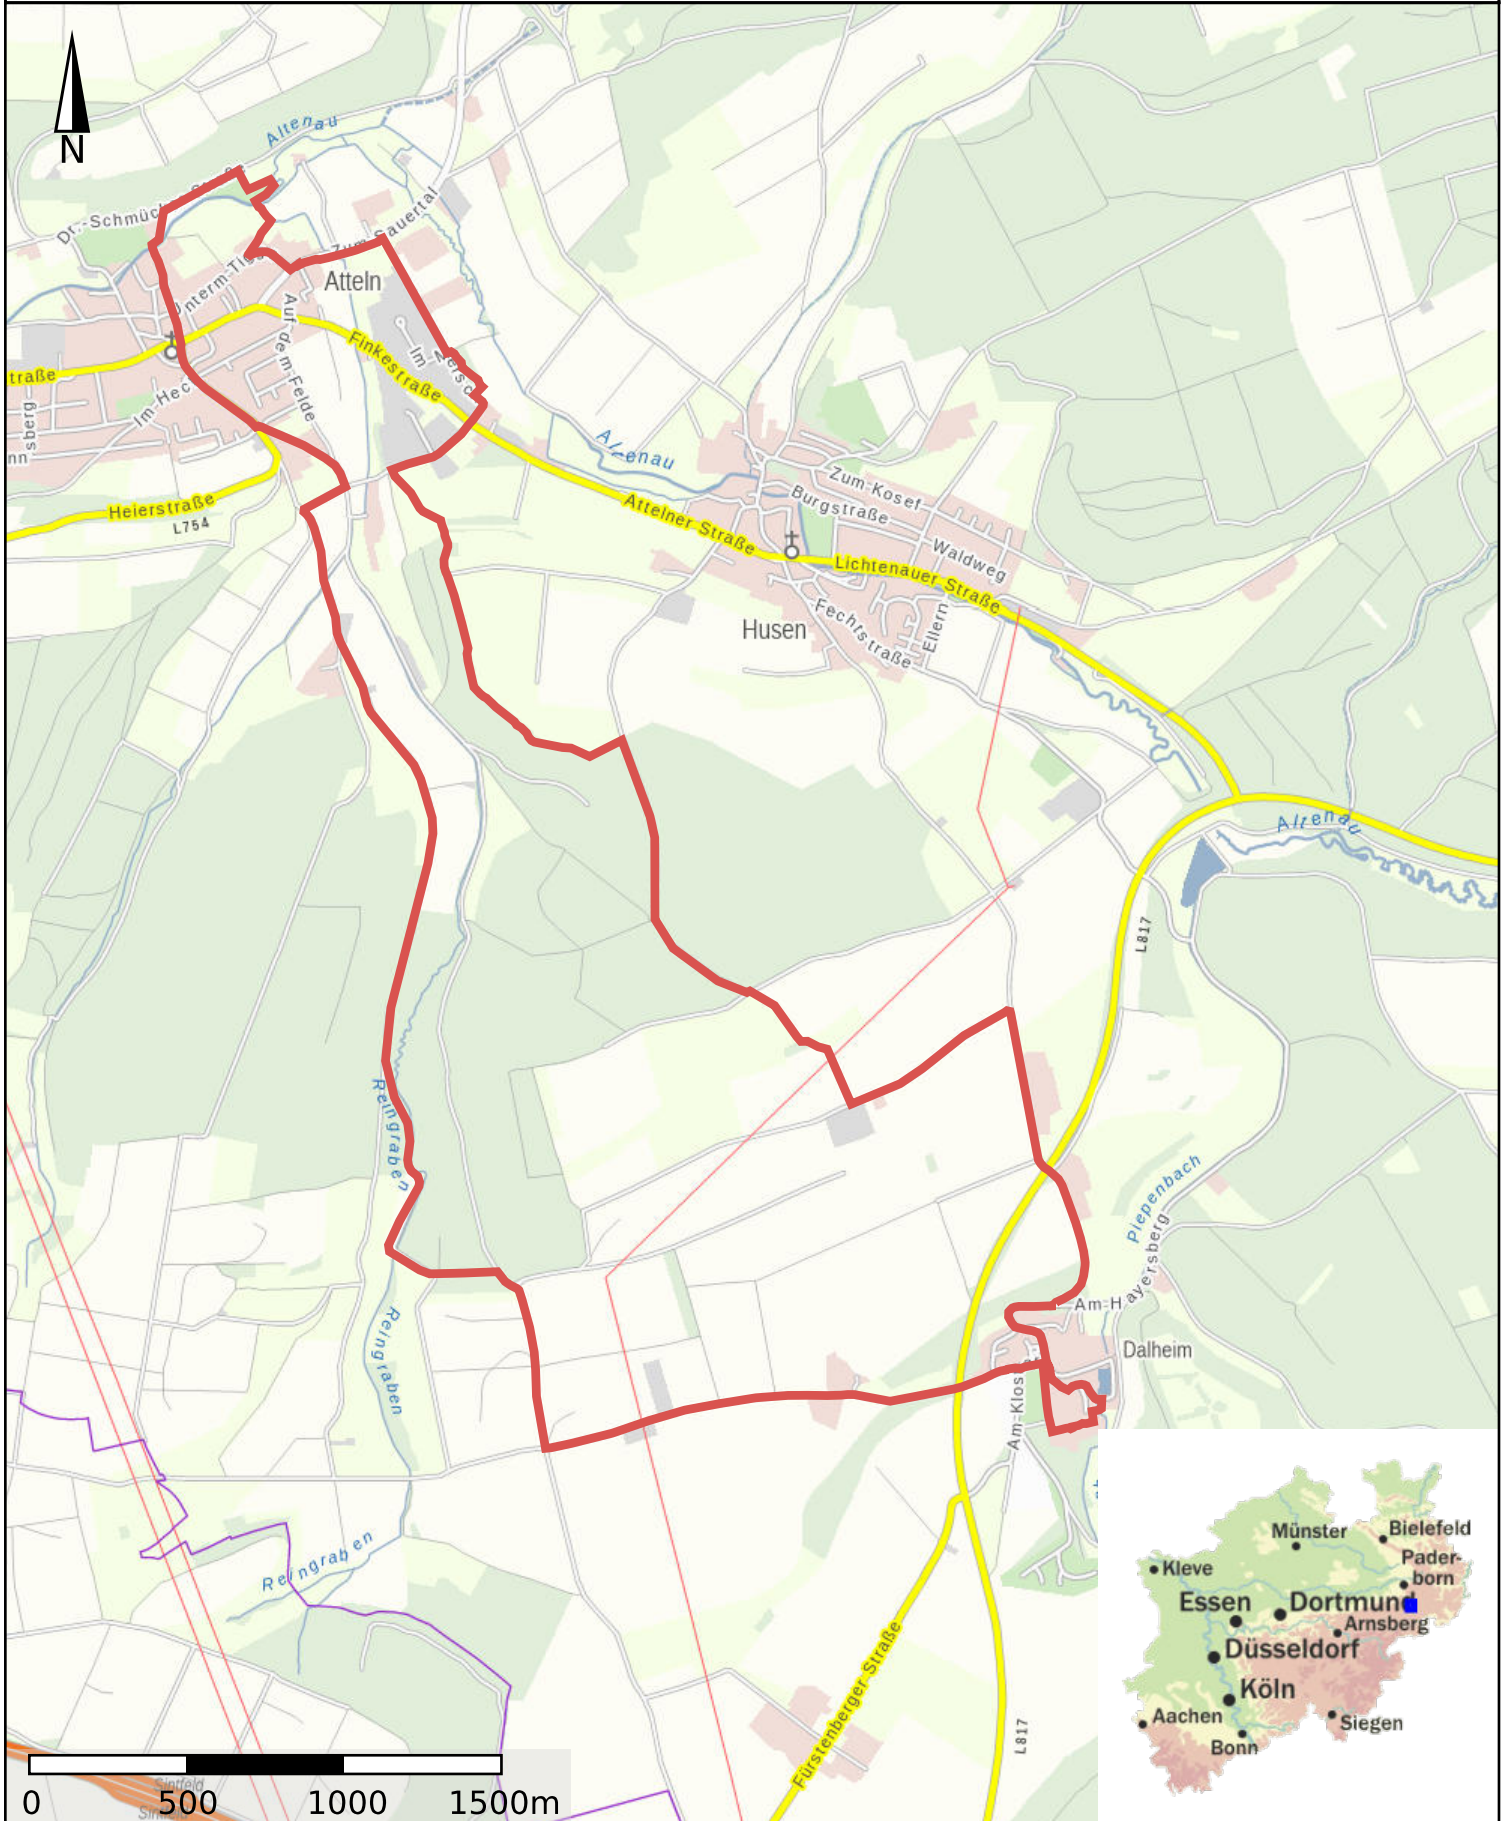 N
Altenau
Dr.-Schmüc
Zum-Sauertal
Unterm-Ti
Atteln
Auf-dem-Felde
Finkestraße
Im
traße
Im-Hec
sberg
nn
Heierstraße
L754
Altenau
Attelner Straße
Zum-Kosef
Burgstraße
Waldweg
Lichtenauer Straße
Fechtstraße
Ellern
Husen
Altenau
L817
Reingraben
Piepenbach
Am-H
ayersberg
Dalheim
Am-Klos
Reingraben
Reingraben
Fürstenberger Straße
L817
Sintfeld
Sintfeld
0 500 1000 1500m
Münster
Bielefeld
Kleve
Pader-
born
Essen
Dortmund
Arnsberg
Düsseldorf
Köln
Aachen
Siegen
Bonn